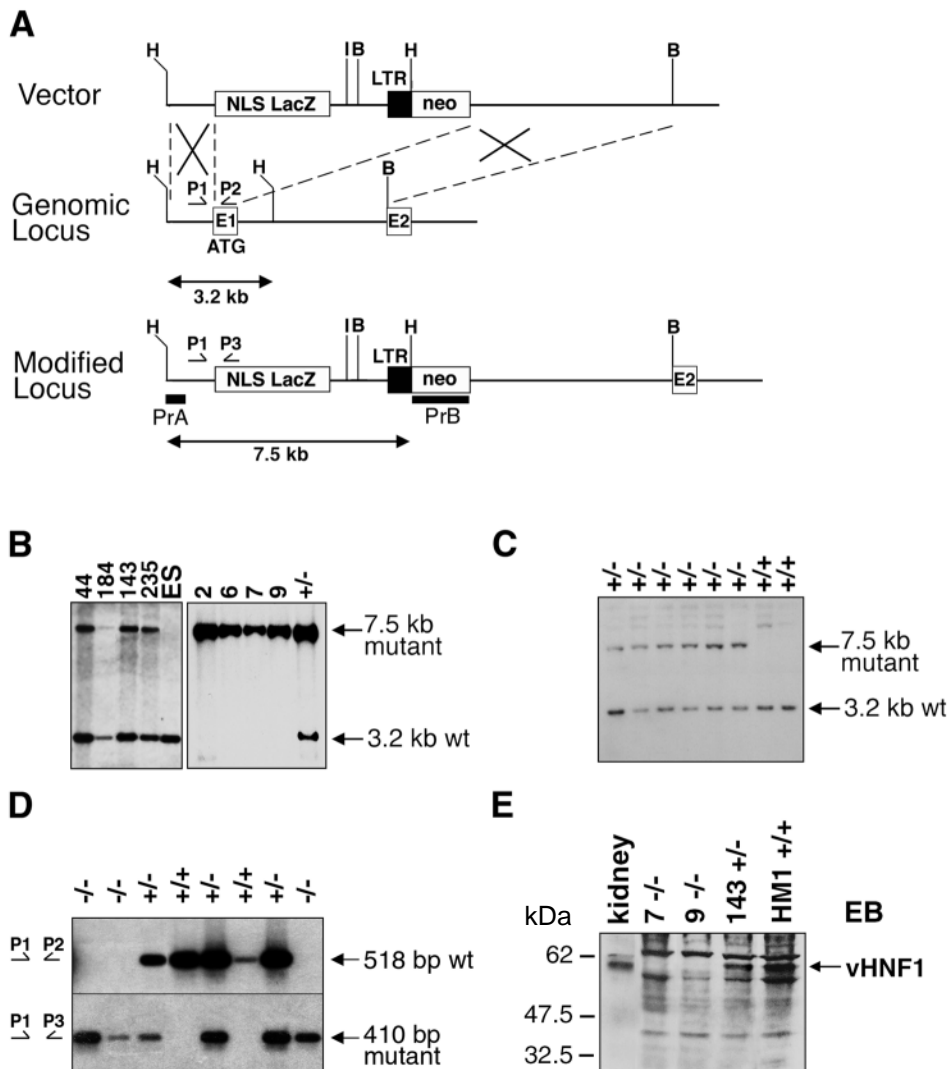 A
H I B H B
LTR
Vector NLS LacZ neo
H P1 P2 H B
Genomic Locus E1 E2
ATG
3.2 kb
H I B H B
P1 P3 LTR
Modified Locus NLS LacZ neo E2
PrA PrB
7.5 kb
B
44 184 143 235 ES 2 6 7 9 +/-
7.5 kb mutant
3.2 kb wt
C
+/- +/- +/- +/- +/- +/- +/+ +/+
7.5 kb mutant
3.2 kb wt
D
-/- -/- +/- +/+ +/- +/+ +/- -/-
P1 P2 518 bp wt
P1 P3 410 bp mutant
E
kidney 7 -/- 9 -/- 143 +/- HM1 +/+ EB
kDa
62 vHNF1
47.5
32.5